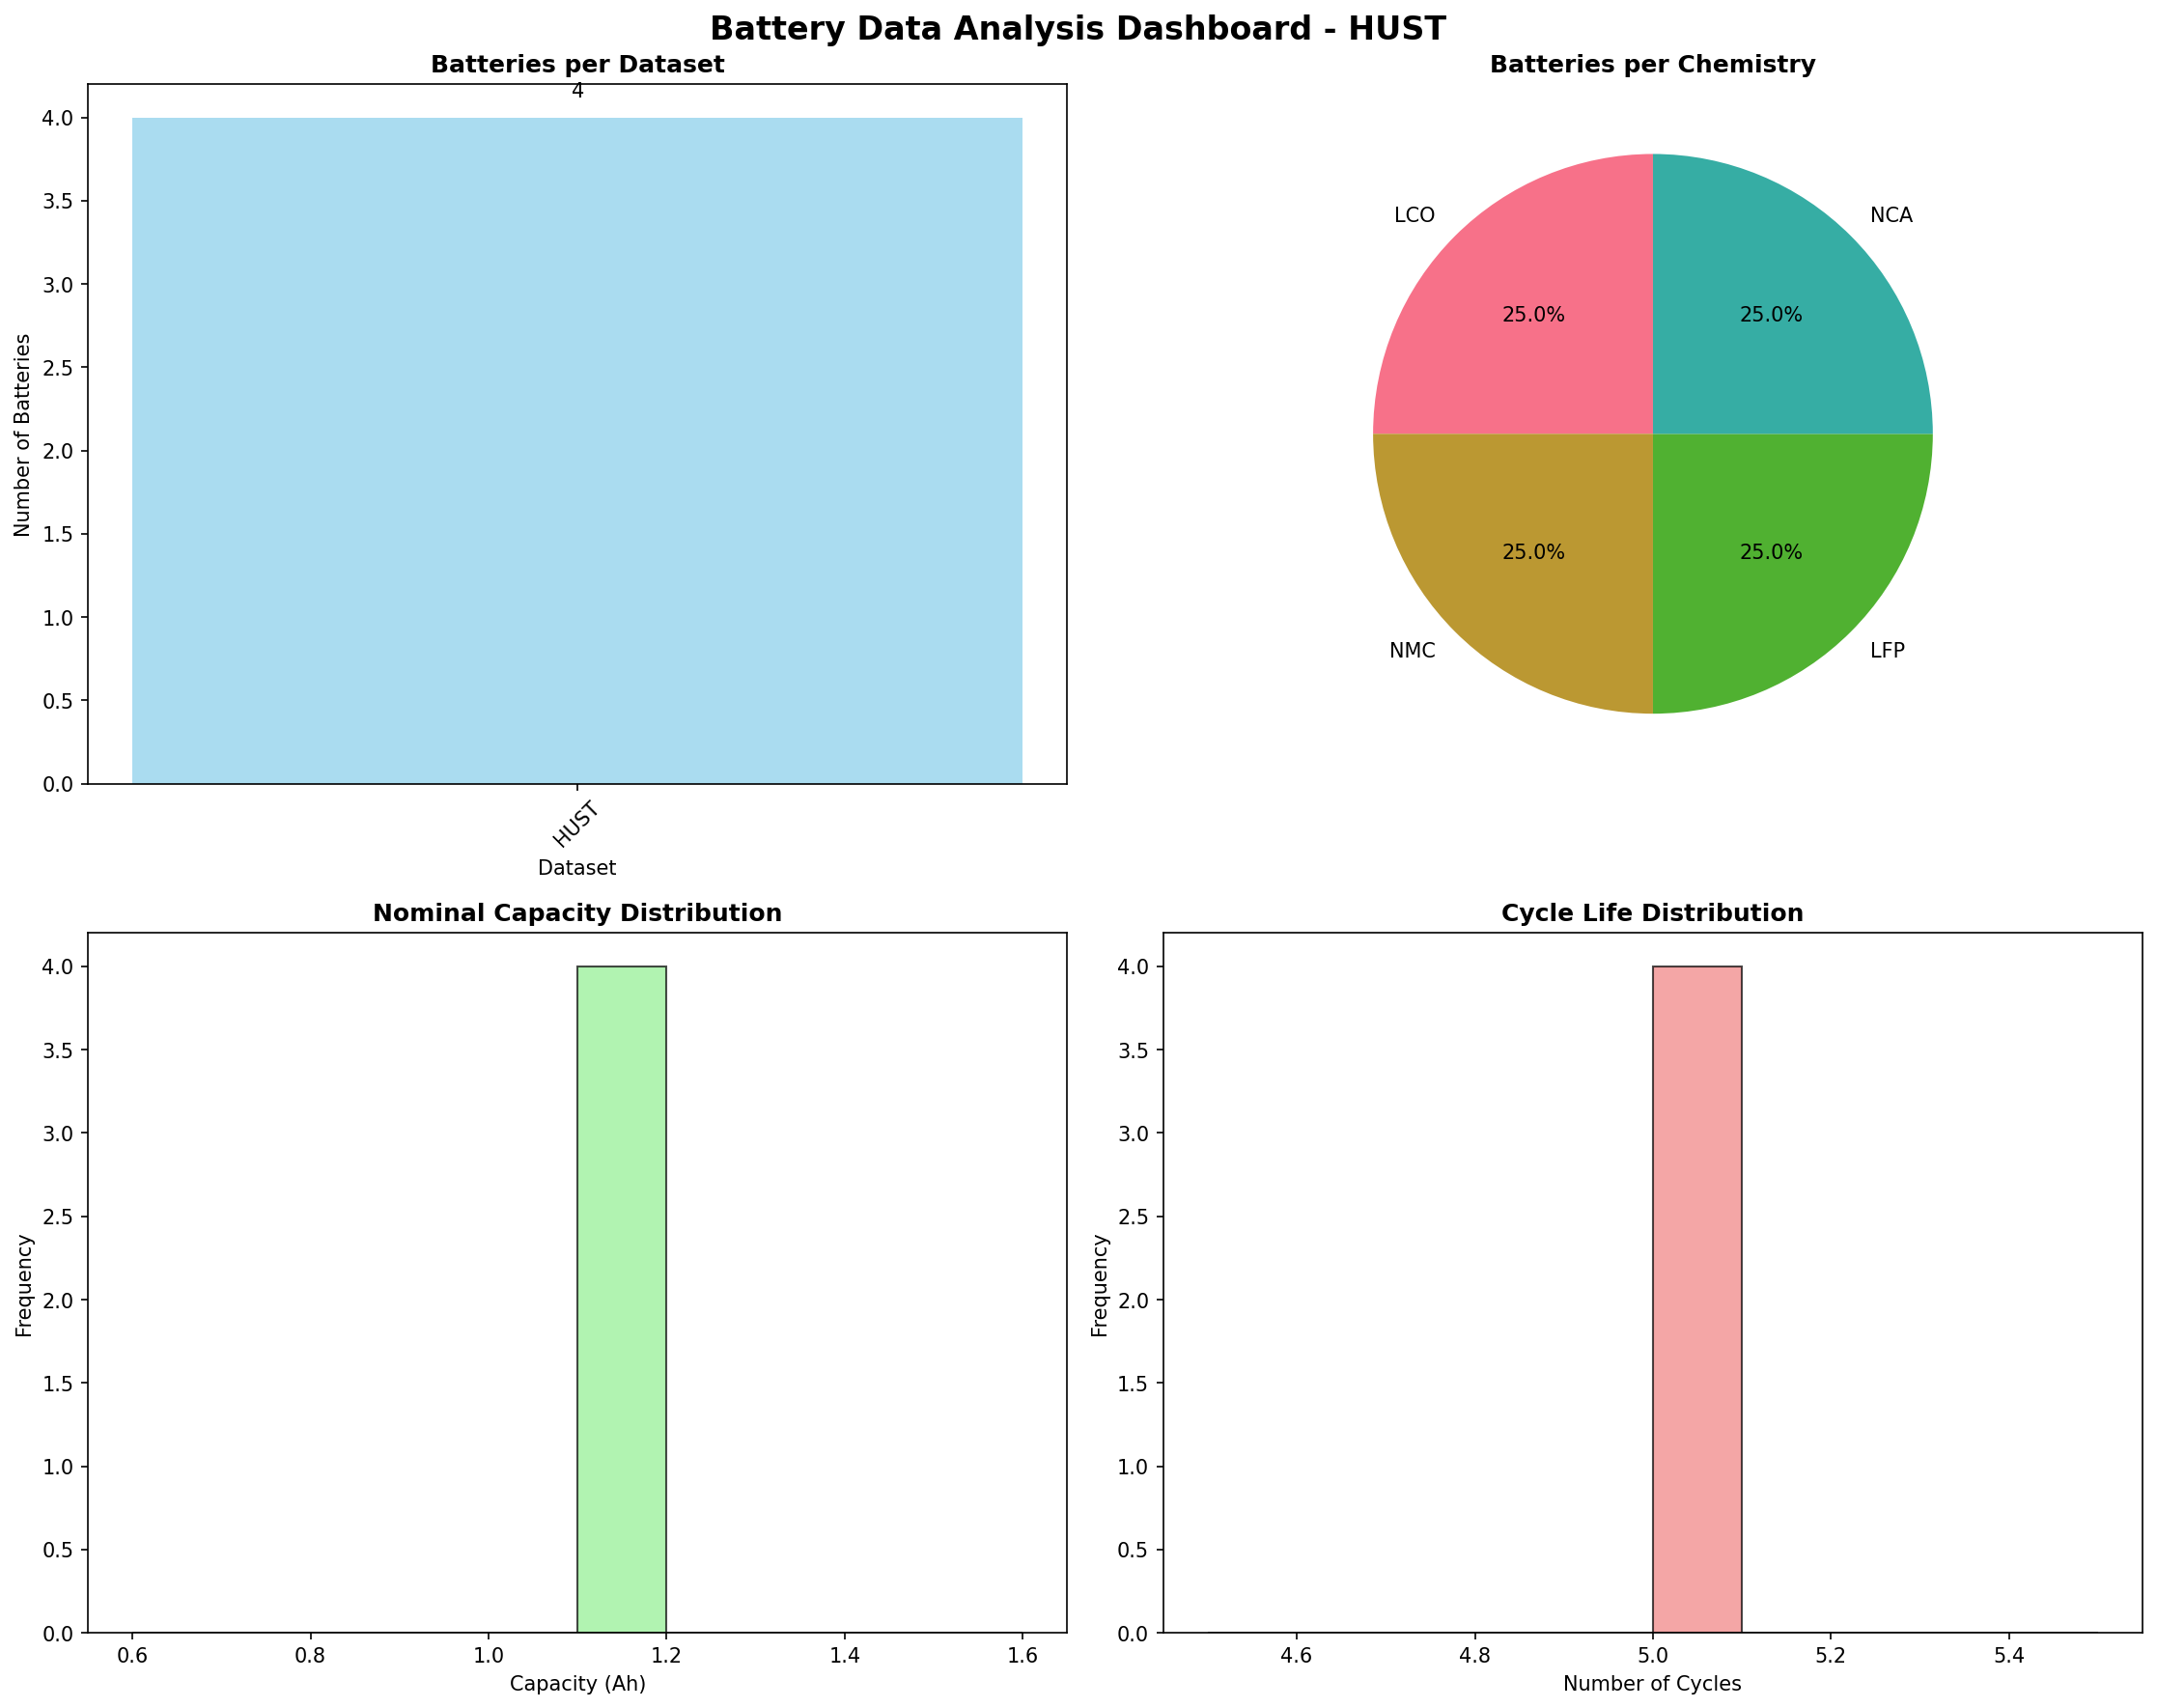 Battery Data Analysis Dashboard - HUST
Batteries per Dataset
4
4.0
3.5
3.0
2.5
2.0
1.5
1.0
0.5
0.0
Number of Batteries
HUST
Dataset
Batteries per Chemistry
LCO
NCA
25.0%
25.0%
25.0%
25.0%
NMC
LFP
Nominal Capacity Distribution
4.0
3.5
3.0
2.5
2.0
1.5
1.0
0.5
0.0
Frequency
0.6 0.8 1.0 1.2 1.4 1.6
Capacity (Ah)
Cycle Life Distribution
4.0
3.5
3.0
2.5
2.0
1.5
1.0
0.5
0.0
Frequency
4.6 4.8 5.0 5.2 5.4
Number of Cycles